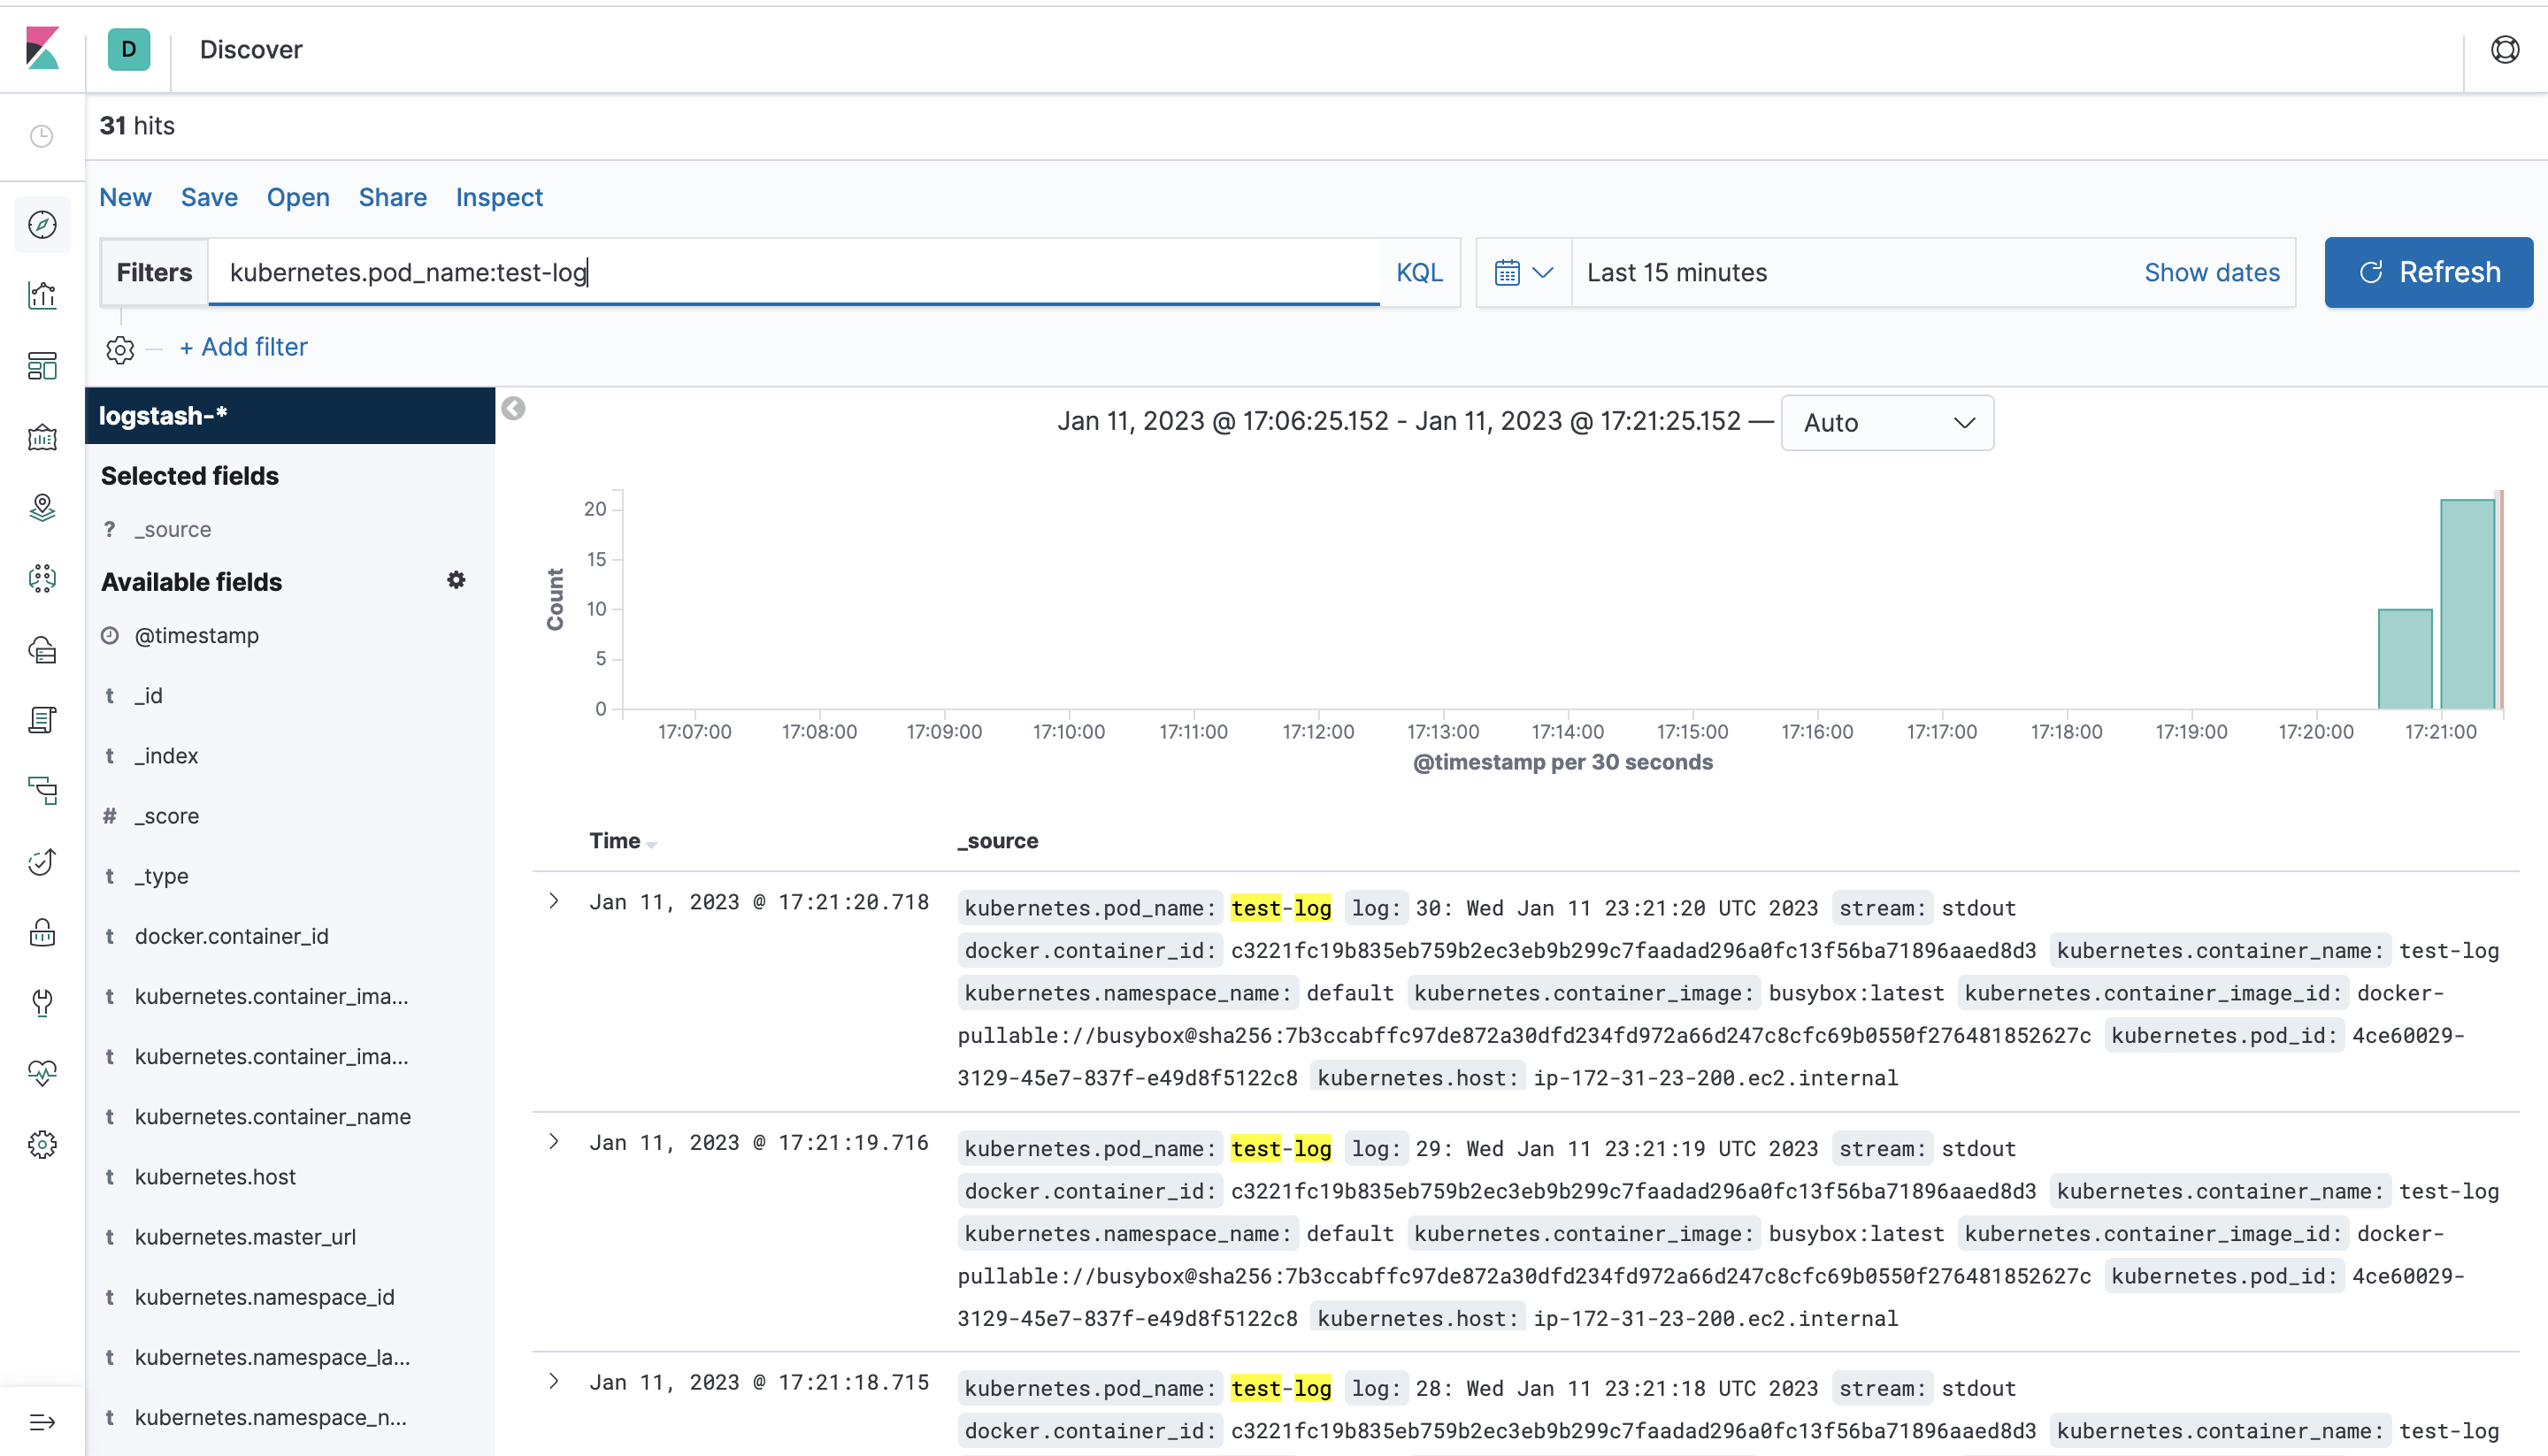 D Discover
31 hits
New Save Open Share Inspect
Filters kubernetes.pod_name:test-log KQL Last 15 minutes Show dates Refresh
+ Add filter
logstash-*
Selected fields
? _source
Available fields
@timestamp
t _id
t _index
# _score
t _type
t docker.container_id
t kubernetes.container_ima...
t kubernetes.container_ima...
t kubernetes.container_name
t kubernetes.host
t kubernetes.master_url
t kubernetes.namespace_id
t kubernetes.namespace_la...
t kubernetes.namespace_n...
Jan 11, 2023 @ 17:06:25.152 - Jan 11, 2023 @ 17:21:25.152 — Auto
Count
20
15
10
5
0
17:07:00 17:08:00 17:09:00 17:10:00 17:11:00 17:12:00 17:13:00 17:14:00 17:15:00 17:16:00 17:17:00 17:18:00 17:19:00 17:20:00 17:21:00
@timestamp per 30 seconds
Time _source
Jan 11, 2023 @ 17:21:20.718 kubernetes.pod_name: test-log log: 30: Wed Jan 11 23:21:20 UTC 2023 stream: stdout
docker.container_id: c3221fc19b835eb759b2ec3eb9b299c7faadad296a0fc13f56ba71896aaed8d3 kubernetes.container_name: test-log
kubernetes.namespace_name: default kubernetes.container_image: busybox:latest kubernetes.container_image_id: docker-
pullable://busybox@sha256:7b3ccabffc97de872a30dfd234fd972a66d247c8cfc69b0550f276481852627c kubernetes.pod_id: 4ce60029-
3129-45e7-837f-e49d8f5122c8 kubernetes.host: ip-172-31-23-200.ec2.internal
Jan 11, 2023 @ 17:21:19.716 kubernetes.pod_name: test-log log: 29: Wed Jan 11 23:21:19 UTC 2023 stream: stdout
docker.container_id: c3221fc19b835eb759b2ec3eb9b299c7faadad296a0fc13f56ba71896aaed8d3 kubernetes.container_name: test-log
kubernetes.namespace_name: default kubernetes.container_image: busybox:latest kubernetes.container_image_id: docker-
pullable://busybox@sha256:7b3ccabffc97de872a30dfd234fd972a66d247c8cfc69b0550f276481852627c kubernetes.pod_id: 4ce60029-
3129-45e7-837f-e49d8f5122c8 kubernetes.host: ip-172-31-23-200.ec2.internal
Jan 11, 2023 @ 17:21:18.715 kubernetes.pod_name: test-log log: 28: Wed Jan 11 23:21:18 UTC 2023 stream: stdout
docker.container_id: c3221fc19b835eb759b2ec3eb9b299c7faadad296a0fc13f56ba71896aaed8d3 kubernetes.container_name: test-log